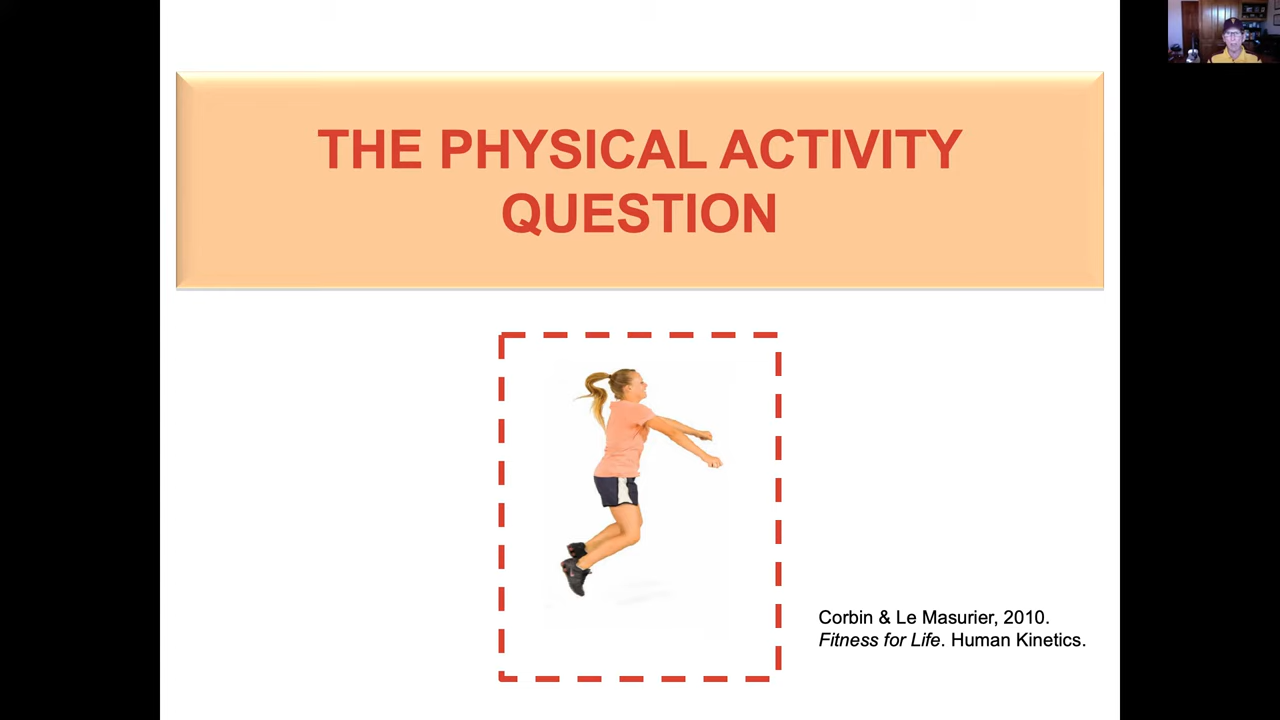 THE PHYSICAL ACTIVITY
QUESTION
Corbin & Le Masurier, 2010.
Fitness for Life. Human Kinetics.